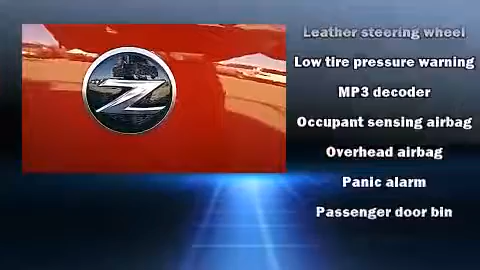 Z
Leather steering wheel
Low tire pressure warning
MP3 decoder
Occupant sensing airbag
Overhead airbag
Panic alarm
Passenger door bin